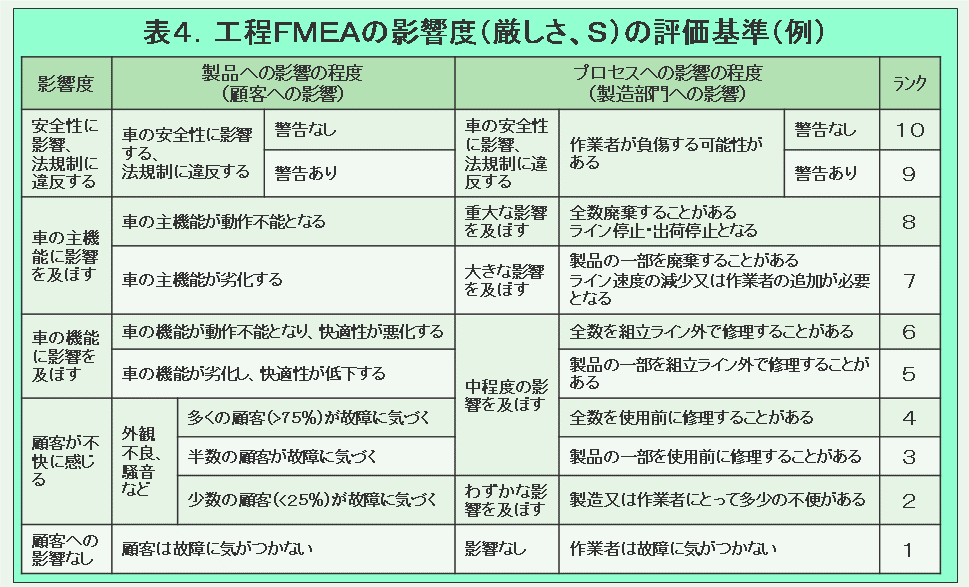 表４．工程FMEAの影響度（厳しさ、S）の評価基準（例）
影響度
製品への影響の程度
（顧客への影響）
プロセスへの影響の程度
（製造部門への影響）
ランク
安全性に
影響、
法規制に
違反する
車の安全性に影響
する、
法規制に違反する
警告なし
警告あり
車の安全性
に影響、
法規制に違
反する
作業者が負傷する可能性が
ある
警告なし
警告あり
10
9
車の主機
能に影響
を及ぼす
車の主機能が動作不能となる
重大な影響
を及ぼす
全数廃棄することがある
ライン停止・出荷停止となる
8
車の主機能が劣化する
大きな影響
を及ぼす
製品の一部を廃棄することがある
ライン速度の減少又は作業者の追加が必要
となる
7
車の機能
に影響を
及ぼす
車の機能が動作不能となり、快適性が悪化する
中程度の影
響を及ぼす
全数を組立ライン外で修理することがある
6
車の機能が劣化し、快適性が低下する
製品の一部を組立ライン外で修理することが
ある
5
顧客が不
快に感じ
る
外観
不良、
騒音
など
多くの顧客（>75%）が故障に気づく
全数を使用前に修理することがある
4
半数の顧客が故障に気づく
製品の一部を使用前に修理することがある
3
少数の顧客（<25%）が故障に気づく
わずかな影
響を及ぼす
製造又は作業者にとって多少の不便がある
2
顧客への
影響なし
顧客は故障に気がつかない
影響なし
作業者は故障に気がつかない
1